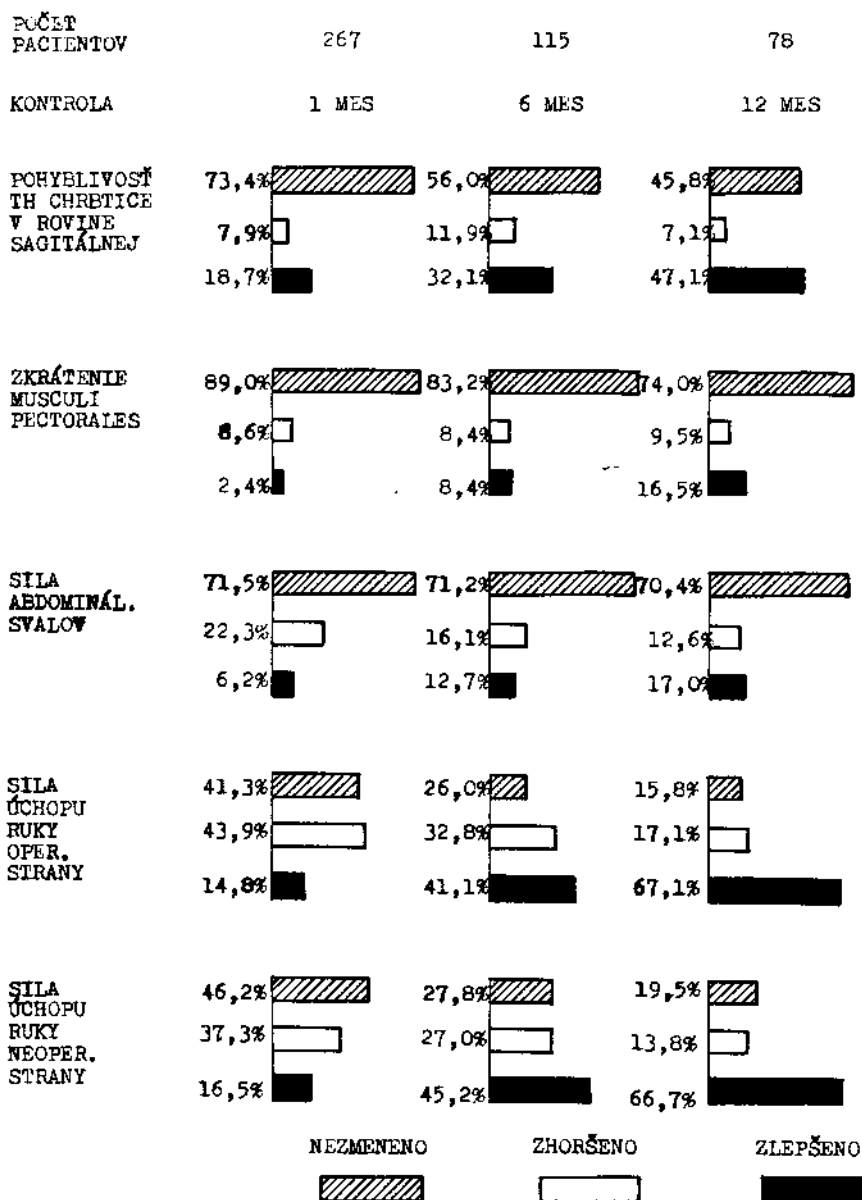 POČET
PACIENTOV 267 115 78
KONTROLA 1 MES 6 MES 12 MES
POHYBLIVOSŤ 73,4% 56,0% 45,8%
TH CHRBTICE
V ROVINE 7,9% 11,9% 7,1%
SAGITÁLNEJ
18,7% 32,1% 47,1%
ZKRÁTENIE 89,0% 83,2% 74,0%
MUSCULI
PECTORALES 8,6% 8,4% 9,5%
2,4% 8,4% 16,5%
SILA 71,5% 71,2% 70,4%
ABDOMINÁL.
SVALOV 22,3% 16,1% 12,6%
6,2% 12,7% 17,0%
SILA 41,3% 26,0% 15,8%
ÚCHOPU
RUKY 43,9% 32,8% 17,1%
OPER.
STRANY 14,8% 41,1% 67,1%
SILA 46,2% 27,8% 19,5%
ÚCHOPU
RUKY 37,3% 27,0% 13,8%
NEOPER.
STRANY 16,5% 45,2% 66,7%
NEZMENENO ZHORŠENO ZLEPŠENO